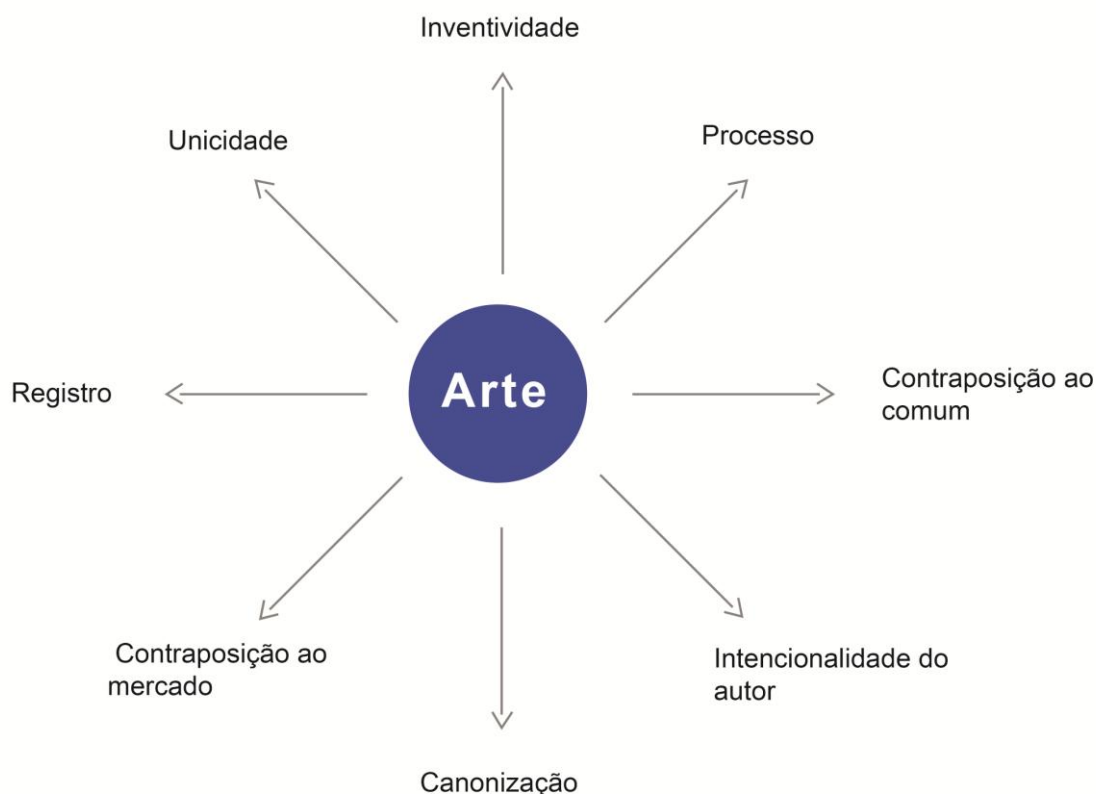 Inventividade
Unicidade
Processo
Arte
Registro
Contraposição ao
comum
Contraposição ao
mercado
Intencionalidade do
autor
Canonização